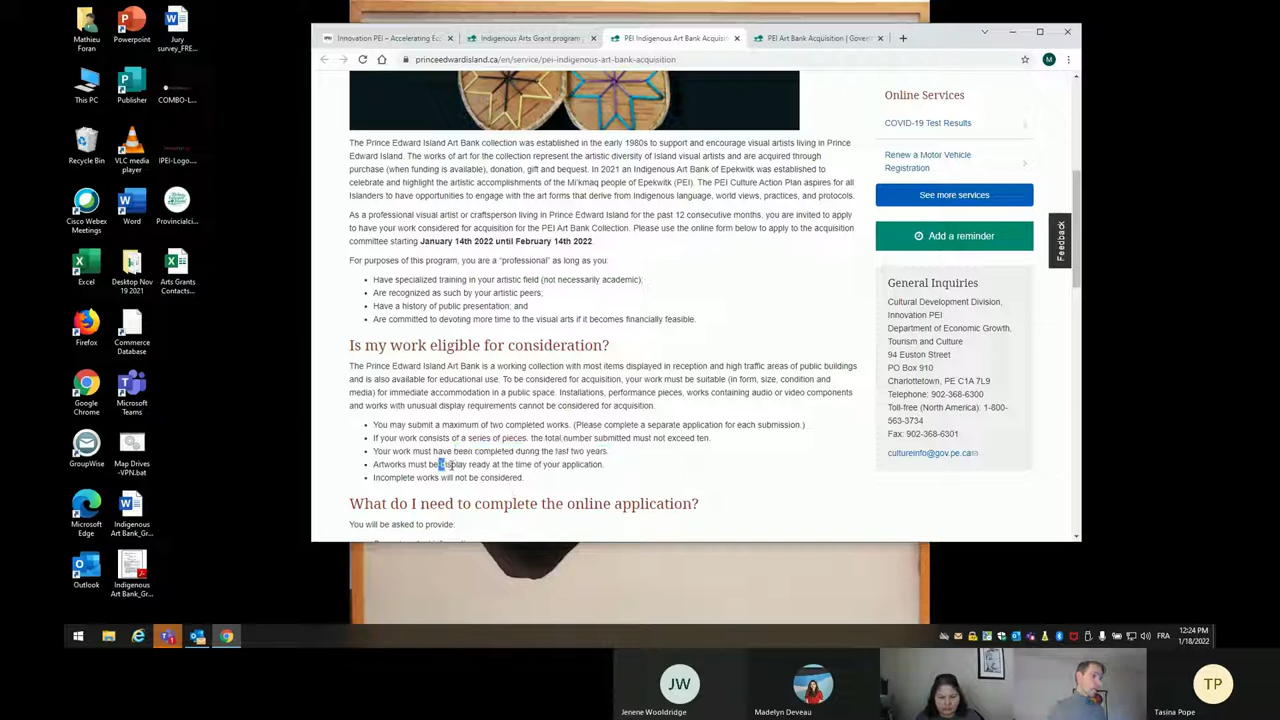 Mathieu Foran
Powerpoint
Jury survey_FRE...
This PC
Publisher
COMBO-L...
Recycle Bin
VLC media player
IPEI-Logo....
Cisco Webex Meetings
Word
Provincialci...
Excel
Desktop Nov 19 2021
Arts Grants Contacts...
Firefox
Commerce Database
Google Chrome
Microsoft Teams
GroupWise
Map Drives -VPN.bat
Microsoft Edge
Indigenous Art Bank_Gr...
Outlook
Indigenous Art Bank_Gr...
Innovation PEI – Accelerating Ec
Indigenous Arts Grant program
PEI Indigenous Art Bank Acquisi
PEI Art Bank Acquisition | Govern
princeedwardisland.ca/en/service/pei-indigenous-art-bank-acquisition
The Prince Edward Island Art Bank collection was established in the early 1980s to support and encourage visual artists living in Prince
Edward Island. The works of art for the collection represent the artistic diversity of Island visual artists and are acquired through
purchase (when funding is available), donation, gift and bequest. In 2021 an Indigenous Art Bank of Epekwitk was established to
celebrate and highlight the artistic accomplishments of the Mi'kmaq people of Epekwitk (PEI). The PEI Culture Action Plan aspires for all
Islanders to have opportunities to engage with the art forms that derive from Indigenous language, world views, practices, and protocols.
As a professional visual artist or craftsperson living in Prince Edward Island for the past 12 consecutive months, you are invited to apply
to have your work considered for acquisition for the PEI Art Bank Collection. Please use the online form below to apply to the acquisition
committee starting January 14th 2022 until February 14th 2022.
For purposes of this program, you are a “professional” as long as you:
• Have specialized training in your artistic field (not necessarily academic);
• Are recognized as such by your artistic peers;
• Have a history of public presentation; and
• Are committed to devoting more time to the visual arts if it becomes financially feasible.
Is my work eligible for consideration?
The Prince Edward Island Art Bank is a working collection with most items displayed in reception and high traffic areas of public buildings
and is also available for educational use. To be considered for acquisition, your work must be suitable (in form, size, condition and
media) for immediate accommodation in a public space. Installations, performance pieces, works containing audio or video components
and works with unusual display requirements cannot be considered for acquisition.
• You may submit a maximum of two completed works. (Please complete a separate application for each submission.)
• If your work consists of a series of pieces, the total number submitted must not exceed ten.
• Your work must have been completed during the last two years.
• Artworks must be display ready at the time of your application.
• Incomplete works will not be considered.
What do I need to complete the online application?
You will be asked to provide:
Online Services
COVID-19 Test Results
Renew a Motor Vehicle
Registration
See more services
Add a reminder
Feedback
General Inquiries
Cultural Development Division,
Innovation PEI
Department of Economic Growth,
Tourism and Culture
94 Euston Street
PO Box 910
Charlottetown, PE C1A 7L9
Telephone: 902-368-6300
Toll-free (North America): 1-800-
563-3734
Fax: 902-368-6301
cultureinfo@gov.pe.ca
FRA
12:24 PM
1/18/2022
JW
Jenene Wooldridge
Madelyn Deveau
TP
Tasina Pope